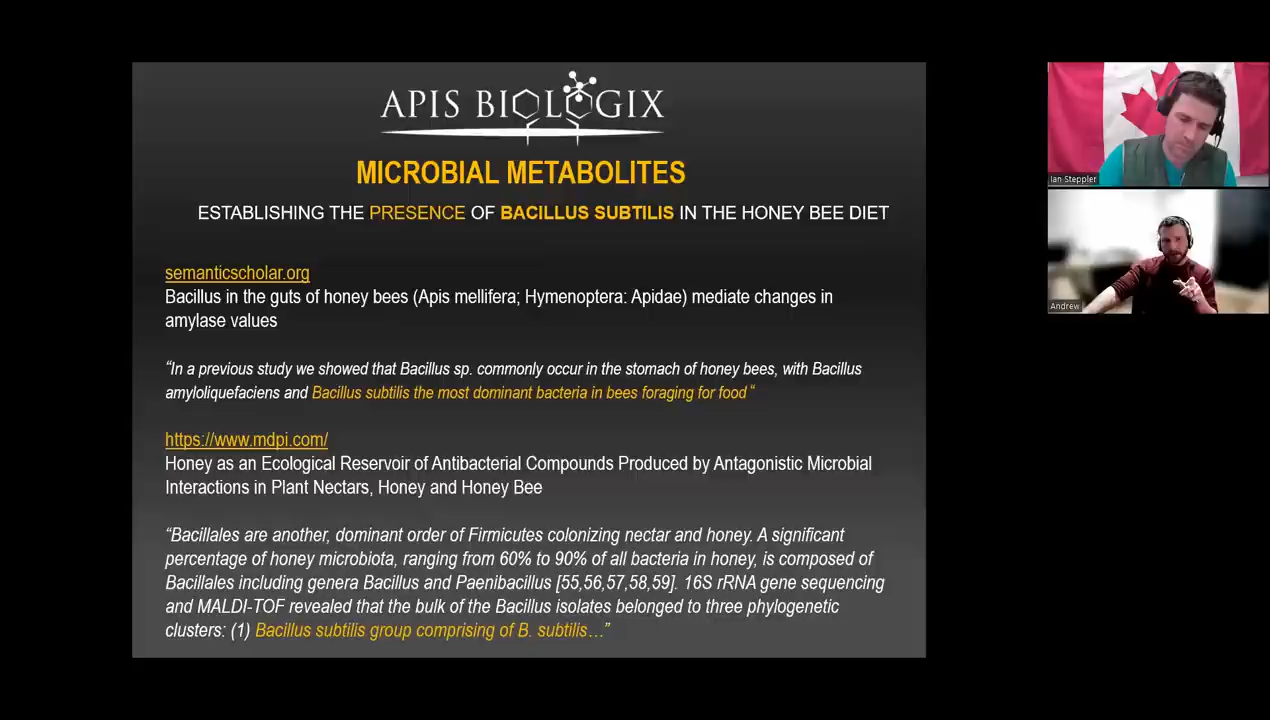 APIS BIOLOGIX
MICROBIAL METABOLITES
ESTABLISHING THE PRESENCE OF BACILLUS SUBTILIS IN THE HONEY BEE DIET
semanticscholar.org
Bacillus in the guts of honey bees (Apis mellifera; Hymenoptera: Apidae) mediate changes in
amylase values
“In a previous study we showed that Bacillus sp. commonly occur in the stomach of honey bees, with Bacillus
amyloliquefaciens and Bacillus subtilis the most dominant bacteria in bees foraging for food “
https://www.mdpi.com/
Honey as an Ecological Reservoir of Antibacterial Compounds Produced by Antagonistic Microbial
Interactions in Plant Nectars, Honey and Honey Bee
“Bacillales are another, dominant order of Firmicutes colonizing nectar and honey. A significant
percentage of honey microbiota, ranging from 60% to 90% of all bacteria in honey, is composed of
Bacillales including genera Bacillus and Paenibacillus [55,56,57,58,59]. 16S rRNA gene sequencing
and MALDI-TOF revealed that the bulk of the Bacillus isolates belonged to three phylogenetic
clusters: (1) Bacillus subtilis group comprising of B. subtilis…”
Ian Steppler
Andrew